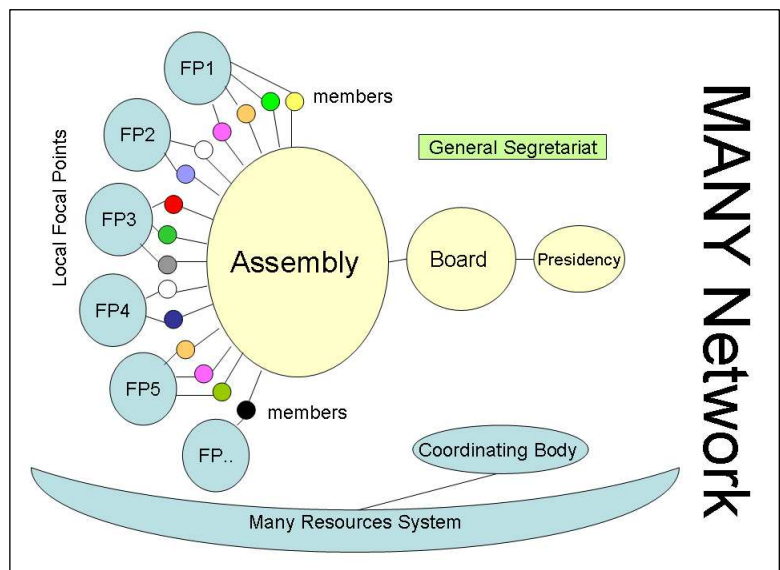 FP1
members
FP2
General Segretariat
Local Focal Points
FP3
Assembly
Board
Presidency
FP4
FP5
members
FP..
Coordinating Body
Many Resources System
MANY Network